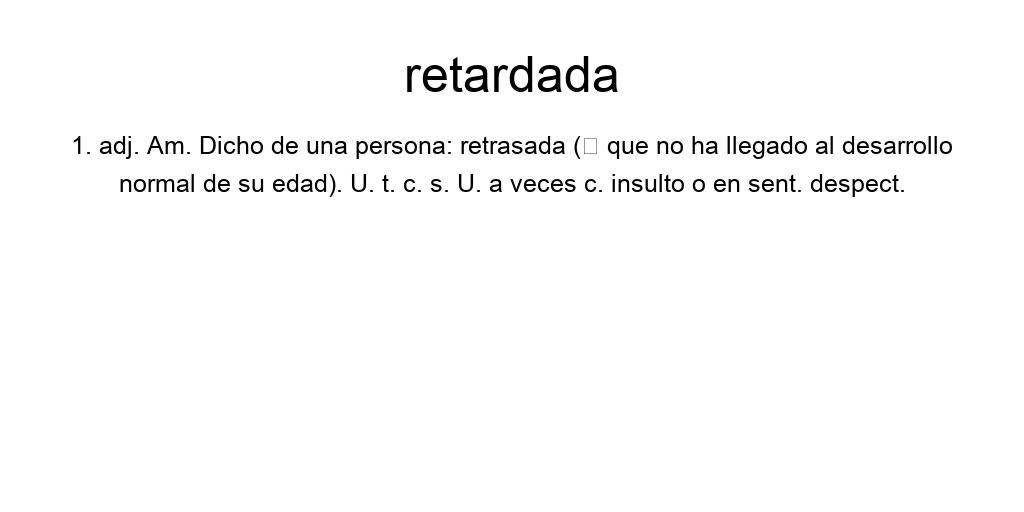 retardada
1. adj. Am. Dicho de una persona: retrasada (□ que no ha llegado al desarrollo
normal de su edad). U. t. c. s. U. a veces c. insulto o en sent. despect.